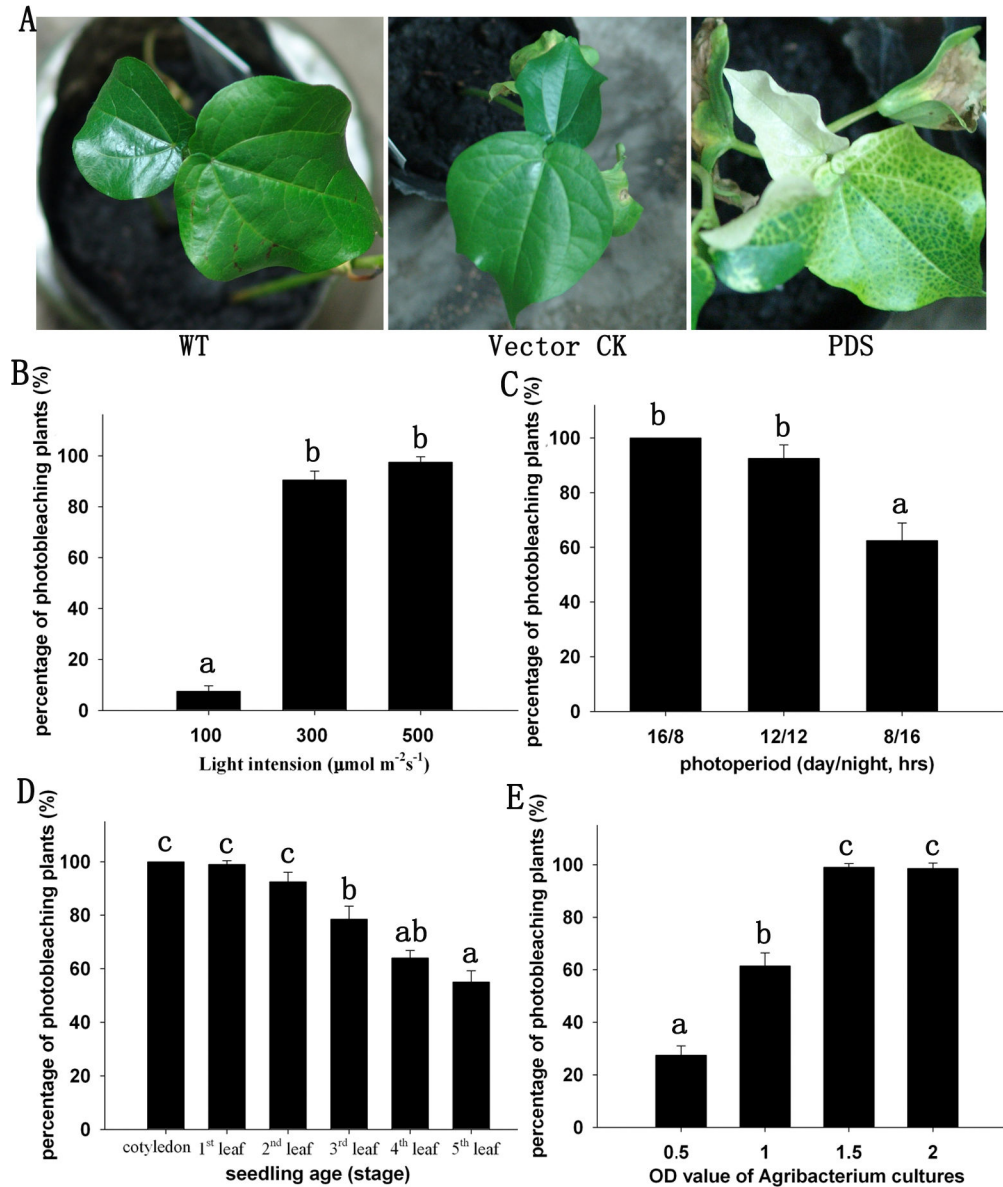 A
WT
Vector CK
PDS
B
percentage of photobleaching plants (%)
100
80
60
40
20
0
a
b
b
100
300
500
Light intension (μmol m⁻²s⁻¹)
C
percentage of photobleaching plants (%)
100
80
60
40
20
0
b
b
a
16/8
12/12
8/16
photoperiod (day/night, hrs)
D
percentage of photobleaching plants (%)
100
80
60
40
20
0
c
c
c
b
ab
a
cotyledon
1ˢᵗ leaf
2ⁿᵈ leaf
3ʳᵈ leaf
4ᵗʰ leaf
5ᵗʰ leaf
seedling age (stage)
E
percentage of photobleaching plants (%)
100
80
60
40
20
0
a
b
c
c
0.5
1
1.5
2
OD value of Agribacterium cultures